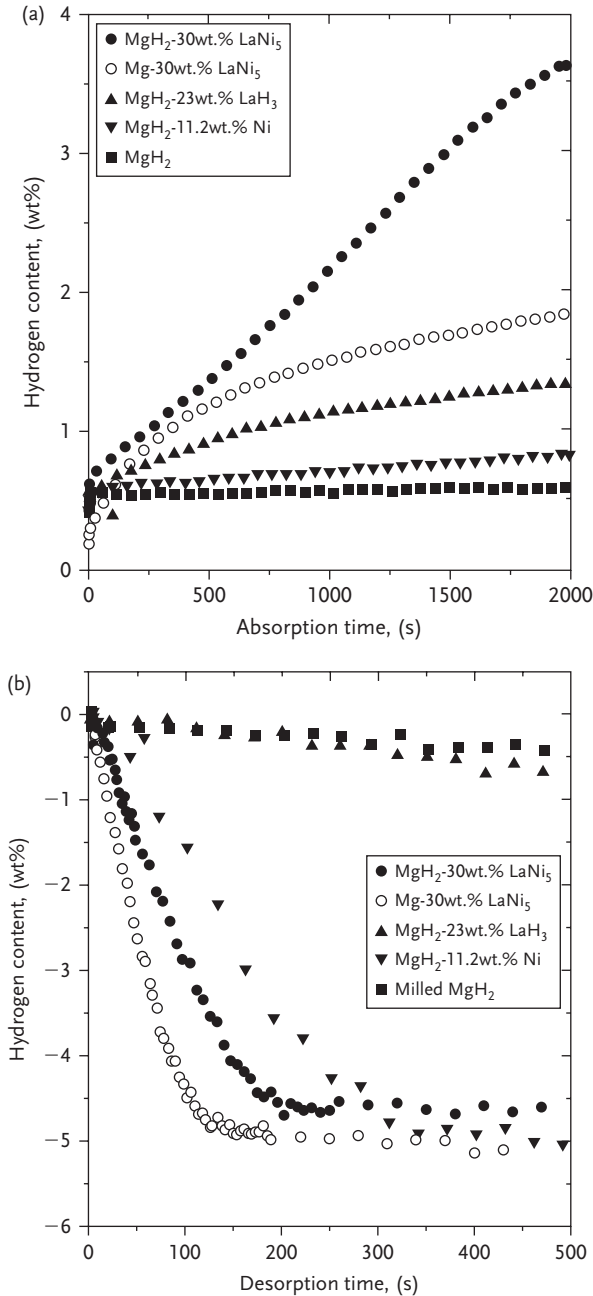 (a)
4
3
2
1
0
Hydrogen content, (wt%)
MgH₂-30wt.% LaNi₅
Mg-30wt.% LaNi₅
MgH₂-23wt.% LaH₃
MgH₂-11.2wt.% Ni
MgH₂
0 500 1000 1500 2000
Absorption time, (s)
(b)
0
−1
−2
−3
−4
−5
−6
Hydrogen content, (wt%)
MgH₂-30wt.% LaNi₅
Mg-30wt.% LaNi₅
MgH₂-23wt.% LaH₃
MgH₂-11.2wt.% Ni
Milled MgH₂
0 100 200 300 400 500
Desorption time, (s)